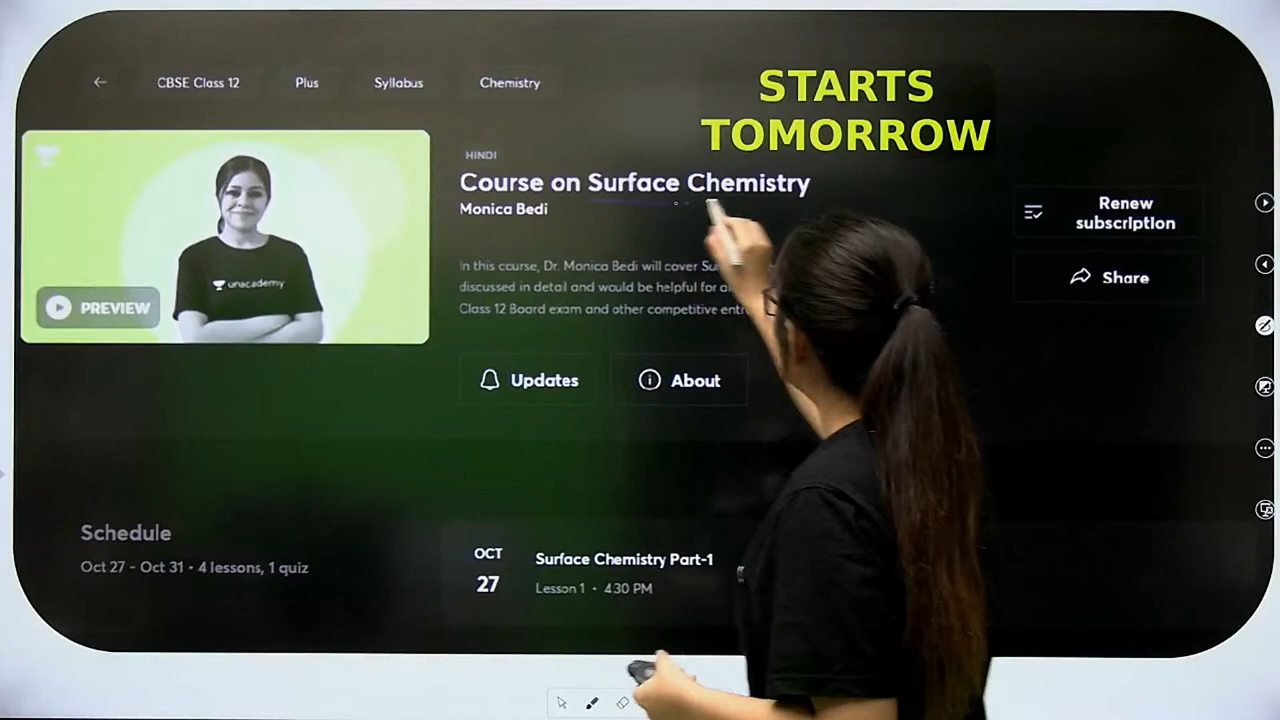 CBSE Class 12 Plus Syllabus Chemistry
STARTS
TOMORROW
HINDI
Course on Surface Chemistry
Monica Bedi
Renew
subscription
Share
unacademy
PREVIEW
In this course, Dr. Monica Bedi will cover
discussed in detail and would be helpful for
Class 12 Board exam and other competitive
Updates
About
Schedule
Oct 27 - Oct 31 • 4 lessons, 1 quiz
OCT
27
Surface Chemistry Part-1
Lesson 1 • 4:30 PM